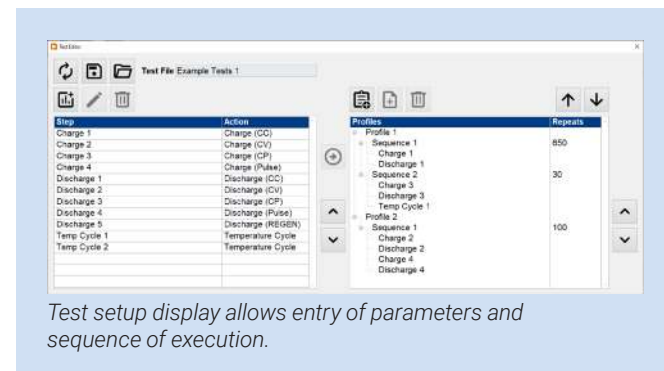 Test Editor
Test File Example Tests 1
Step Action
Charge 1 Charge (CC)
Charge 2 Charge (CV)
Charge 3 Charge (CP)
Charge 4 Charge (Pulse)
Discharge 1 Discharge (CC)
Discharge 2 Discharge (CV)
Discharge 3 Discharge (CP)
Discharge 4 Discharge (Pulse)
Discharge 5 Discharge (REGEN)
Temp Cycle 1 Temperature Cycle
Temp Cycle 2 Temperature Cycle
Profiles Repeats
Profile 1
Sequence 1 650
Charge 1
Discharge 1
Sequence 2 30
Charge 3
Discharge 3
Temp Cycle 1
Profile 2
Sequence 1 100
Charge 2
Discharge 2
Charge 4
Discharge 4
Test setup display allows entry of parameters and
sequence of execution.